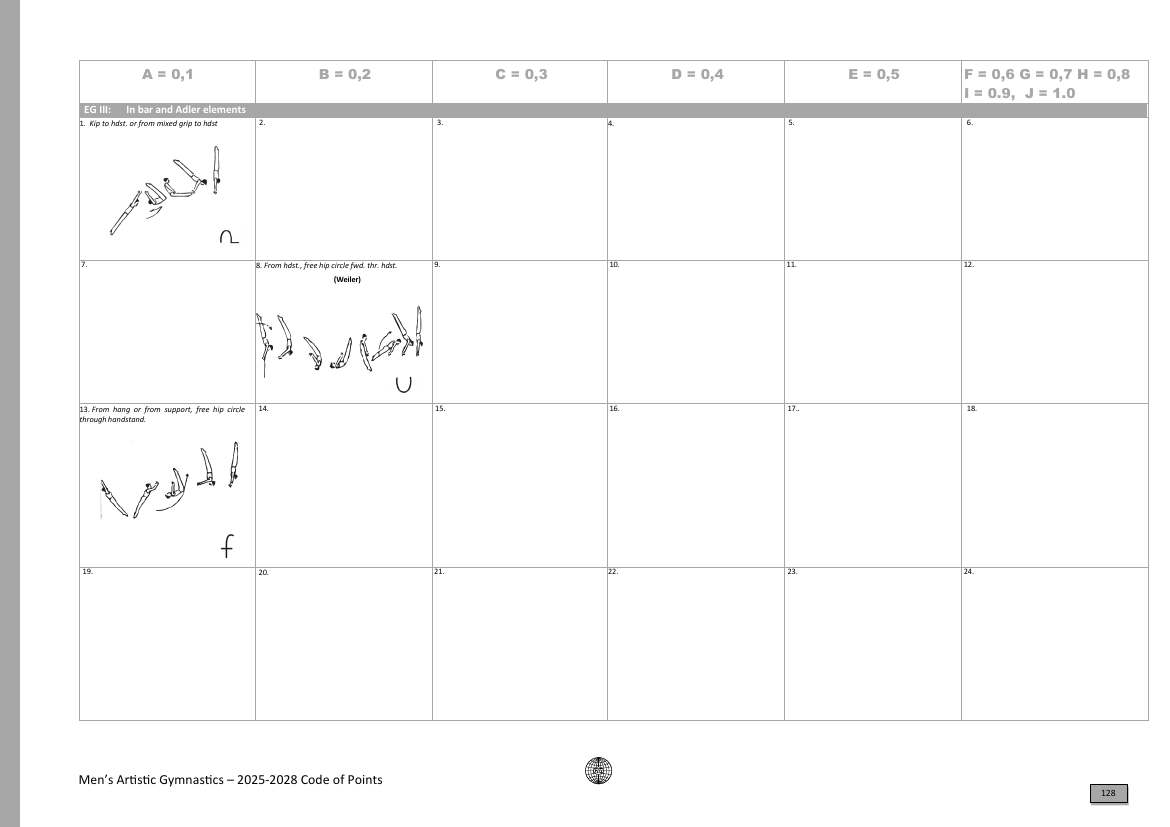 A = 0,1
B = 0,2
C = 0,3
D = 0,4
E = 0,5
F = 0,6 G = 0,7 H = 0,8
I = 0.9, J = 1.0
EG III: In bar and Adler elements
1. Kip to hdst. or from mixed grip to hdst
2.
3.
4.
5.
6.
7.
8. From hdst., free hip circle fwd. thr. hdst.
(Weiler)
9.
10.
11.
12.
13. From hang or from support, free hip circle
through handstand.
14.
15.
16.
17..
18.
19.
20.
21.
22.
23.
24.
Men's Artistic Gymnastics – 2025-2028 Code of Points
128